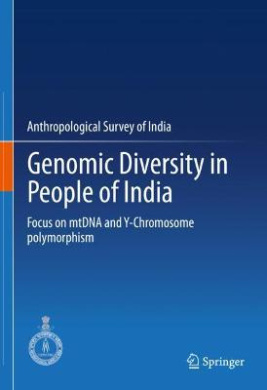 Anthropological Survey of India
Genomic Diversity in
People of India
Focus on mtDNA and Y-Chromosome
polymorphism
Springer